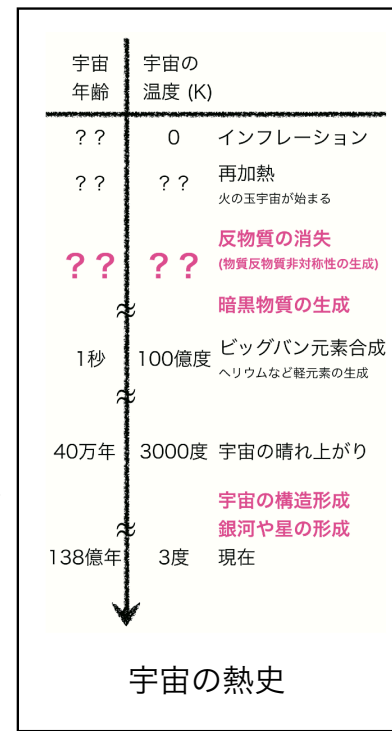 宇宙 宇宙の
年齢 温度 (K)
？？ 0 インフレーション
？？ ？？ 再加熱
火の玉宇宙が始まる
反物質の消失
？？ ？？ (物質反物質非対称性の生成)
暗黒物質の生成
1秒 100億度 ビッグバン元素合成
ヘリウムなど軽元素の生成
40万年 3000度 宇宙の晴れ上がり
宇宙の構造形成
銀河や星の形成
138億年 3度 現在
宇宙の熱史